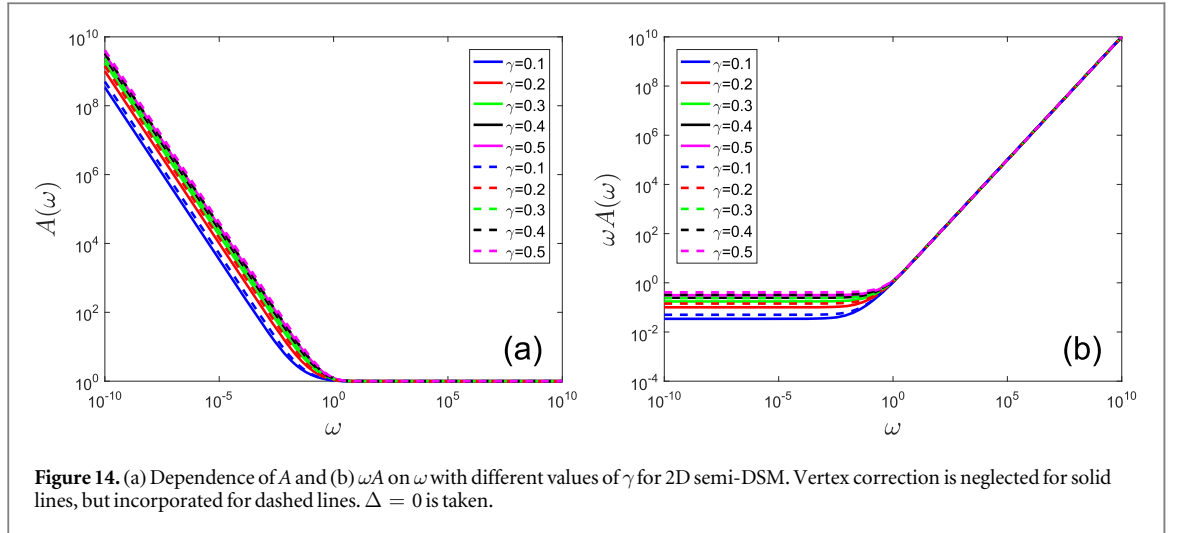 10^10
10^8
10^6
10^4
10^2
10^0
A(ω)
10^-10
10^-5
10^0
10^5
10^10
ω
γ=0.1
γ=0.2
γ=0.3
γ=0.4
γ=0.5
γ=0.1
γ=0.2
γ=0.3
γ=0.4
γ=0.5
(a)
10^10
10^8
10^6
10^4
10^2
10^0
10^-2
10^-4
ωA(ω)
10^-10
10^-5
10^0
10^5
10^10
ω
γ=0.1
γ=0.2
γ=0.3
γ=0.4
γ=0.5
γ=0.1
γ=0.2
γ=0.3
γ=0.4
γ=0.5
(b)
Figure 14. (a) Dependence of A and (b) ωA on ω with different values of γ for 2D semi-DSM. Vertex correction is neglected for solid
lines, but incorporated for dashed lines. Δ = 0 is taken.